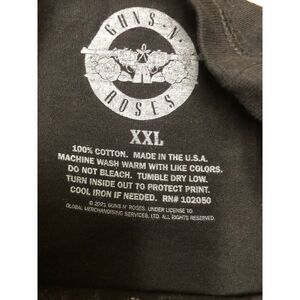 GUNS N'
ROSES
XXL
100% COTTON. MADE IN THE U.S.A.
MACHINE WASH WARM WITH LIKE COLORS.
DO NOT BLEACH. TUMBLE DRY LOW.
TURN INSIDE OUT TO PROTECT PRINT.
COOL IRON IF NEEDED. RN# 102050
© 2021 GUNS N' ROSES. UNDER LICENSE TO
GLOBAL MERCHANDISING SERVICES, LTD. ALL RIGHTS RESERVED.